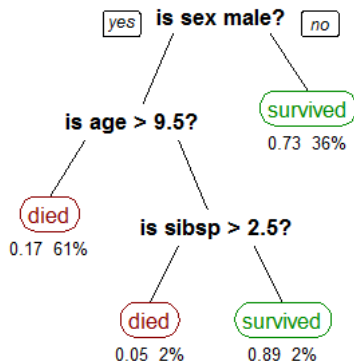 yes is sex male? no
is age > 9.5?
survived
0.73 36%
died
0.17 61%
is sibsp > 2.5?
died survived
0.05 2% 0.89 2%